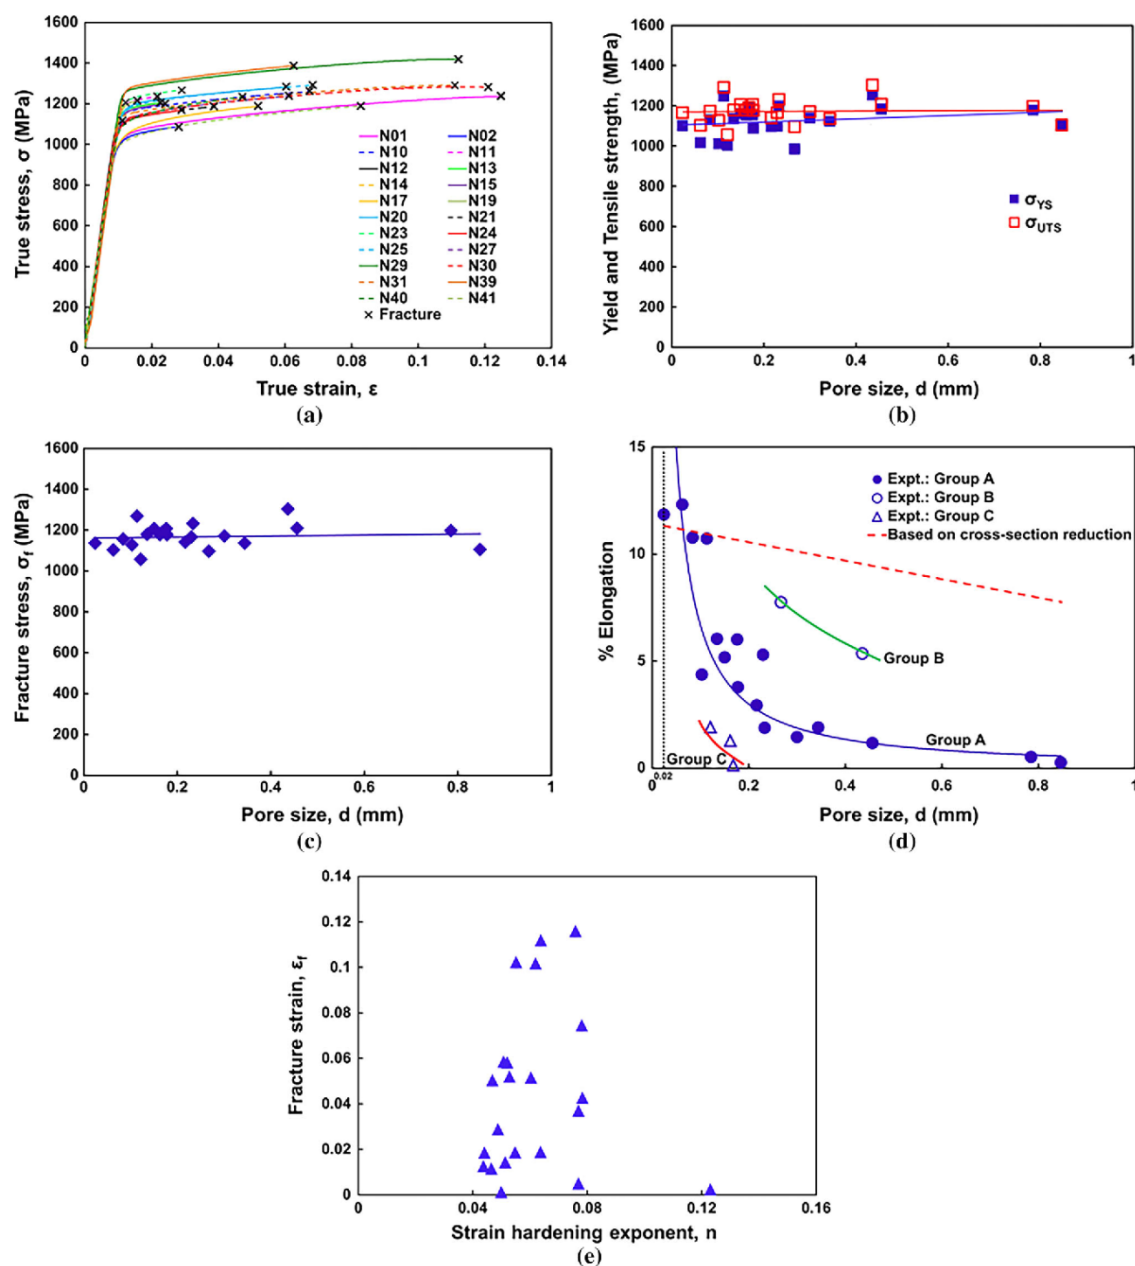 1600
1400
1200
1000
800
600
400
200
0
True stress, σ (MPa)
N01 N02
N10 N11
N12 N13
N14 N15
N17 N19
N20 N21
N23 N24
N25 N27
N29 N30
N31 N39
N40 N41
× Fracture
0 0.02 0.04 0.06 0.08 0.1 0.12 0.14
True strain, ε
(a)
1600
1400
1200
1000
800
600
400
200
0
Yield and Tensile strength, (MPa)
σYS
σUTS
0 0.2 0.4 0.6 0.8 1
Pore size, d (mm)
(b)
1600
1400
1200
1000
800
600
400
200
0
Fracture stress, σf (MPa)
0 0.2 0.4 0.6 0.8 1
Pore size, d (mm)
(c)
15
10
5
0
% Elongation
Expt.: Group A
Expt.: Group B
Expt.: Group C
Based on cross-section reduction
Group B
Group A
Group C
0 0.02 0.2 0.4 0.6 0.8 1
Pore size, d (mm)
(d)
0.14
0.12
0.1
0.08
0.06
0.04
0.02
0
Fracture strain, εf
0 0.04 0.08 0.12 0.16
Strain hardening exponent, n
(e)